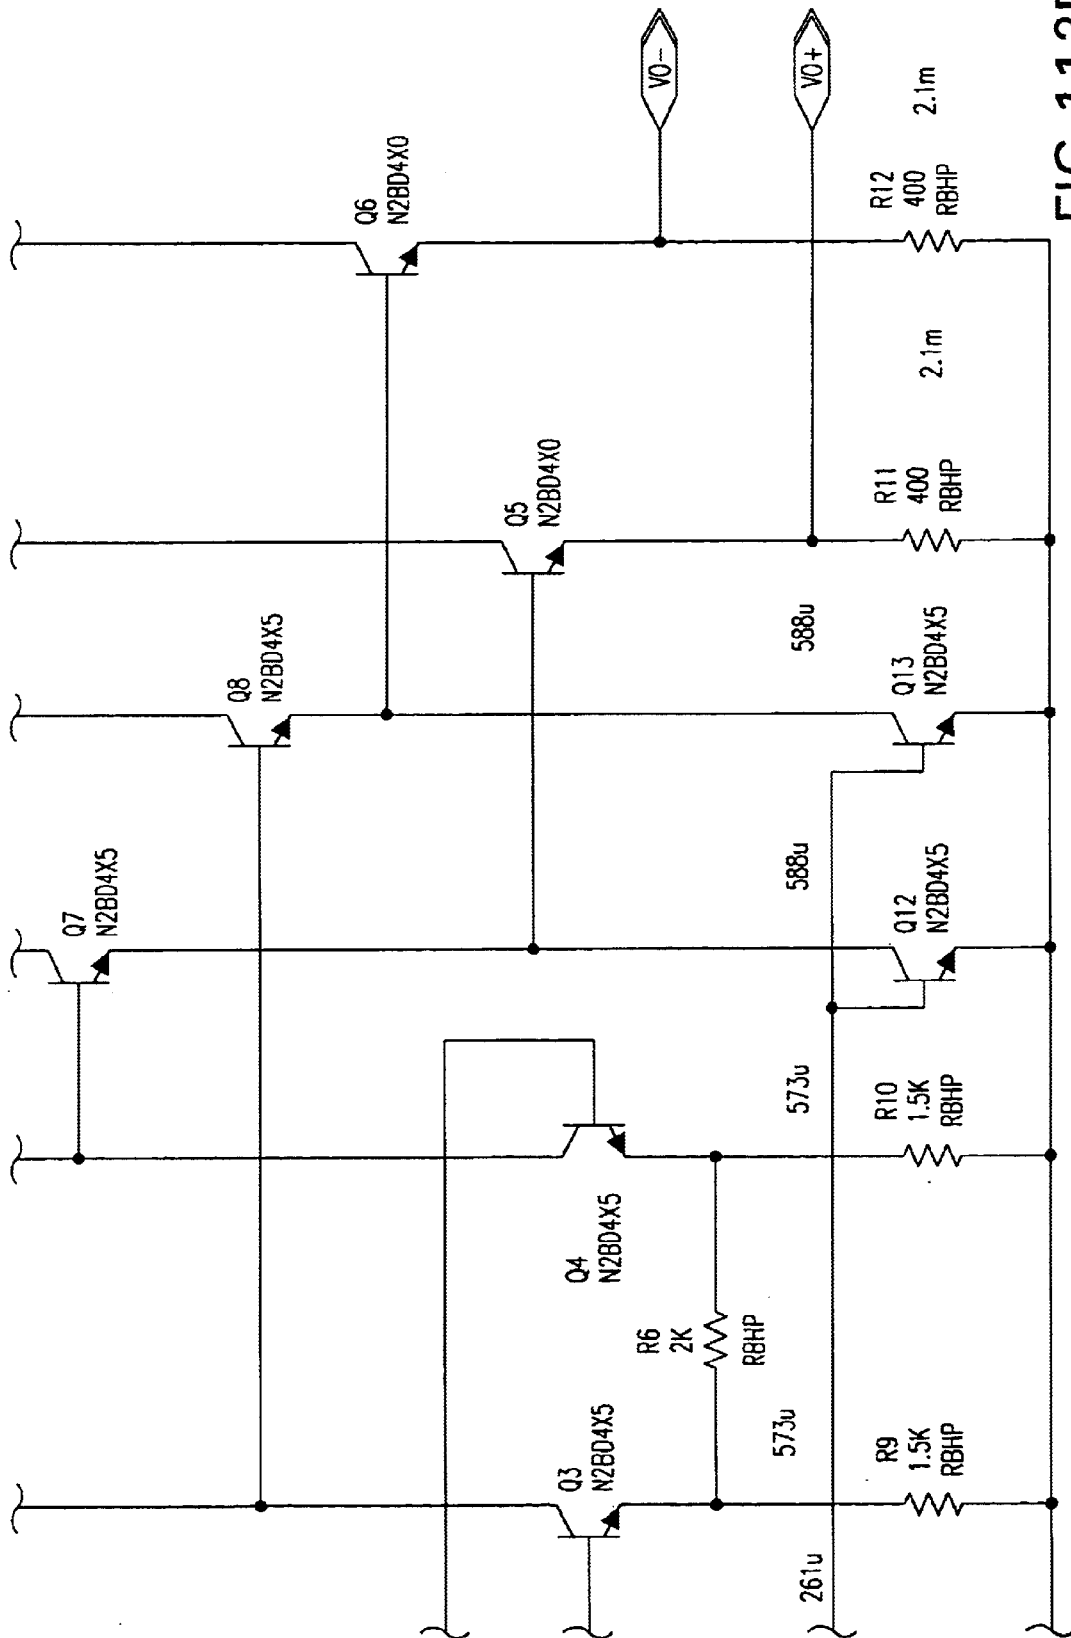 Q7
N2BD4X5
Q8
N2BD4X5
Q6
N2BD4X0
Q5
N2BD4X0
Q3
N2BD4X5
Q4
N2BD4X5
R6
2K
RBHP
VO-
VO+
261u
573u
573u
588u
588u
2.1m
2.1m
R9
1.5K
RBHP
R10
1.5K
RBHP
Q12
N2BD4X5
Q13
N2BD4X5
R11
400
RBHP
R12
400
RBHP